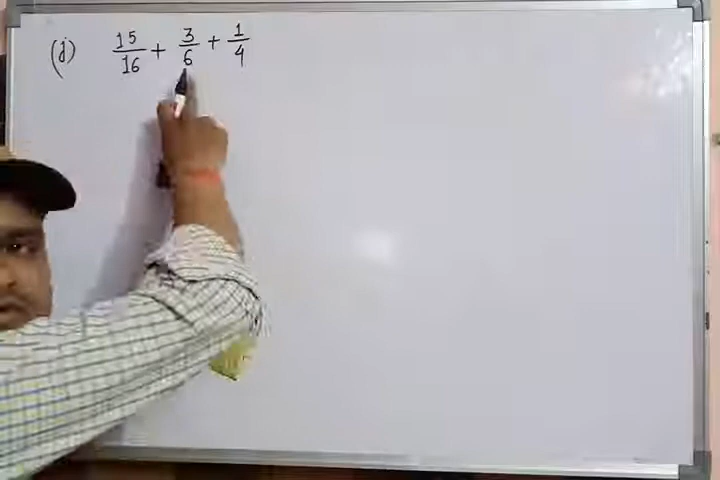 (j) 15/16 + 3/6 + 1/4